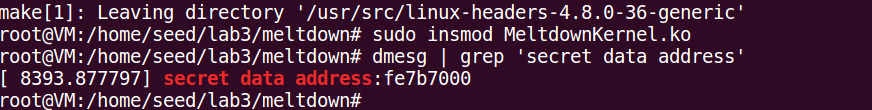 make[1]: Leaving directory '/usr/src/linux-headers-4.8.0-36-generic'
root@VM:/home/seed/lab3/meltdown# sudo insmod MeltdownKernel.ko
root@VM:/home/seed/lab3/meltdown# dmesg | grep 'secret data address'
[ 8393.877797] secret data address:fe7b7000
root@VM:/home/seed/lab3/meltdown#